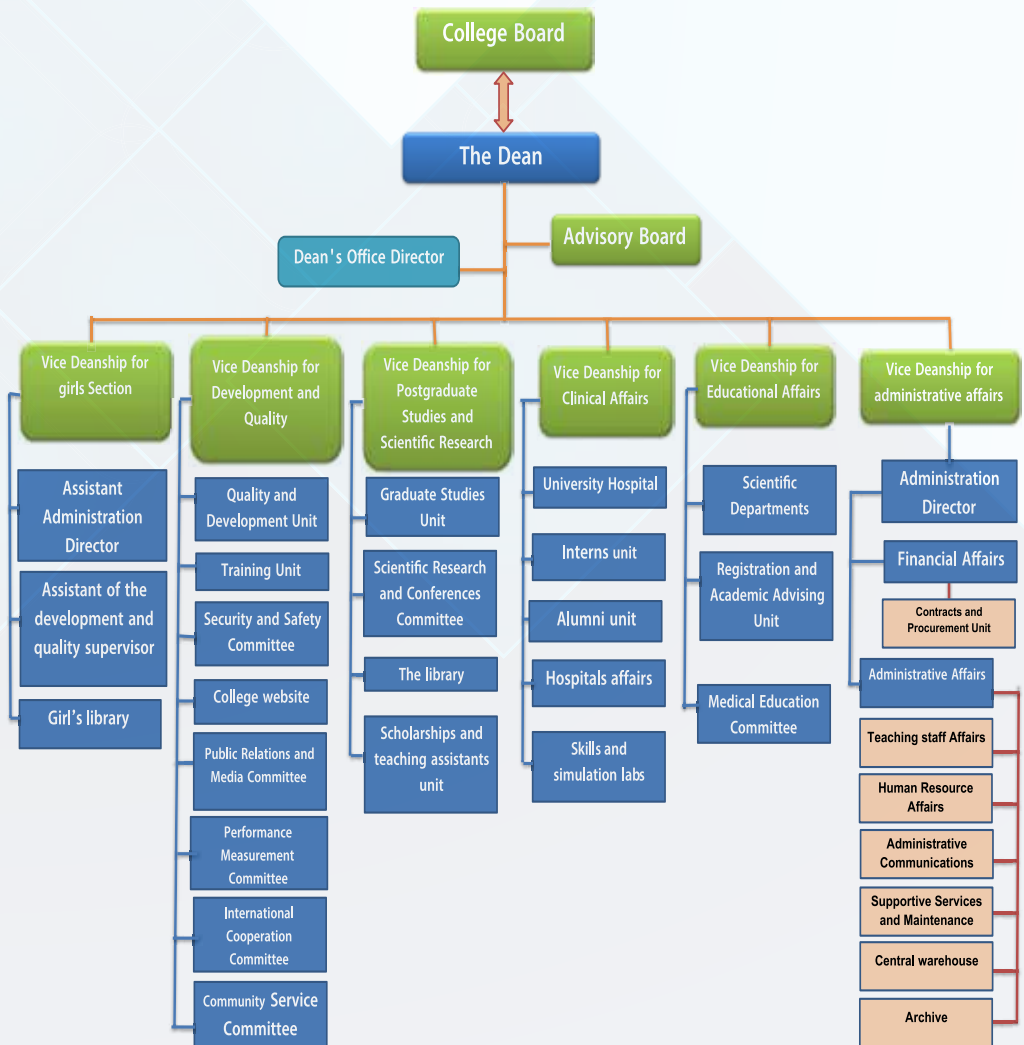 College Board
The Dean
Advisory Board
Dean's Office Director
Vice Deanship for
girls Section
Assistant
Administration
Director
Assistant of the
development and
quality supervisor
Girl's library
Vice Deanship for
Development and
Quality
Quality and
Development Unit
Training Unit
Security and Safety
Committee
College website
Public Relations and
Media Committee
Performance
Measurement
Committee
International
Cooperation
Committee
Community Service
Committee
Vice Deanship for
Postgraduate
Studies and
Scientific Research
Graduate Studies
Unit
Scientific Research
and Conferences
Committee
The library
Scholarships and
teaching assistants
unit
Vice Deanship for
Clinical Affairs
University Hospital
Interns unit
Alumni unit
Hospitals affairs
Skills and
simulation labs
Vice Deanship for
Educational Affairs
Scientific
Departments
Registration and
Academic Advising
Unit
Medical Education
Committee
Vice Deanship for
administrative affairs
Administration
Director
Financial Affairs
Contracts and
Procurement Unit
Administrative Affairs
Teaching staff Affairs
Human Resource
Affairs
Administrative
Communications
Supportive Services
and Maintenance
Central warehouse
Archive